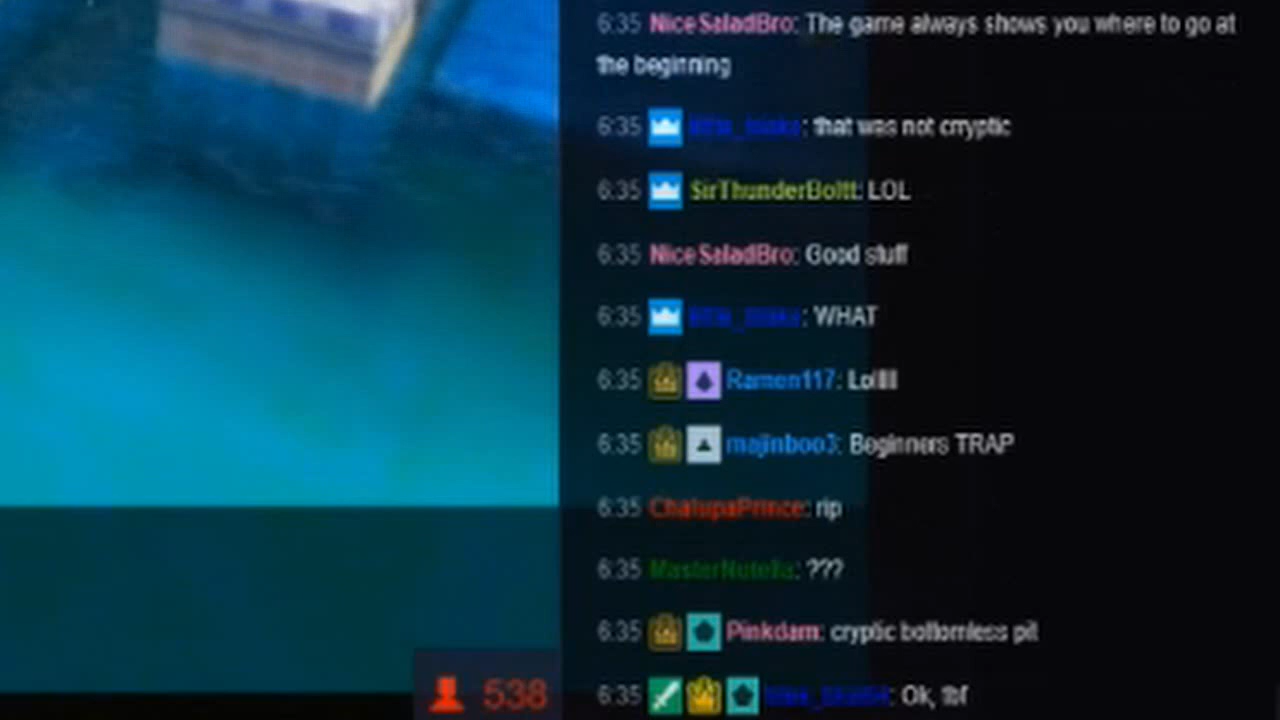 6:35 NiceSaladBro: The game always shows you where to go at
the beginning
6:35 : that was not cryptic
6:35 SirThunderBoltt: LOL
6:35 NiceSaladBro: Good stuff
6:35 : WHAT
6:35 Ramen117: Lolllll
6:35 majinboo3: Beginners TRAP
6:35 ChalupaPrince: rip
6:35 MasterNutella: ???
6:35 Pinkdam: cryptic bottomless pit
6:35 : Ok, tbf
538